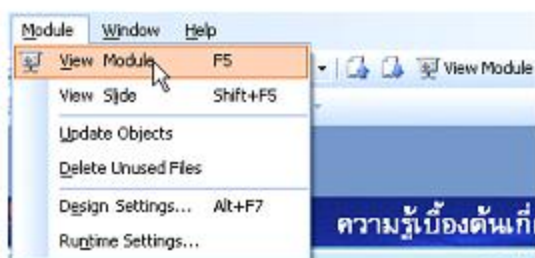 Module Window Help
View Module F5
View Module
View Slide Shift+F5
Update Objects
Delete Unused Files
Design Settings... Alt+F7
ความรู้เบื้องต้นเกี่
Runtime Settings...